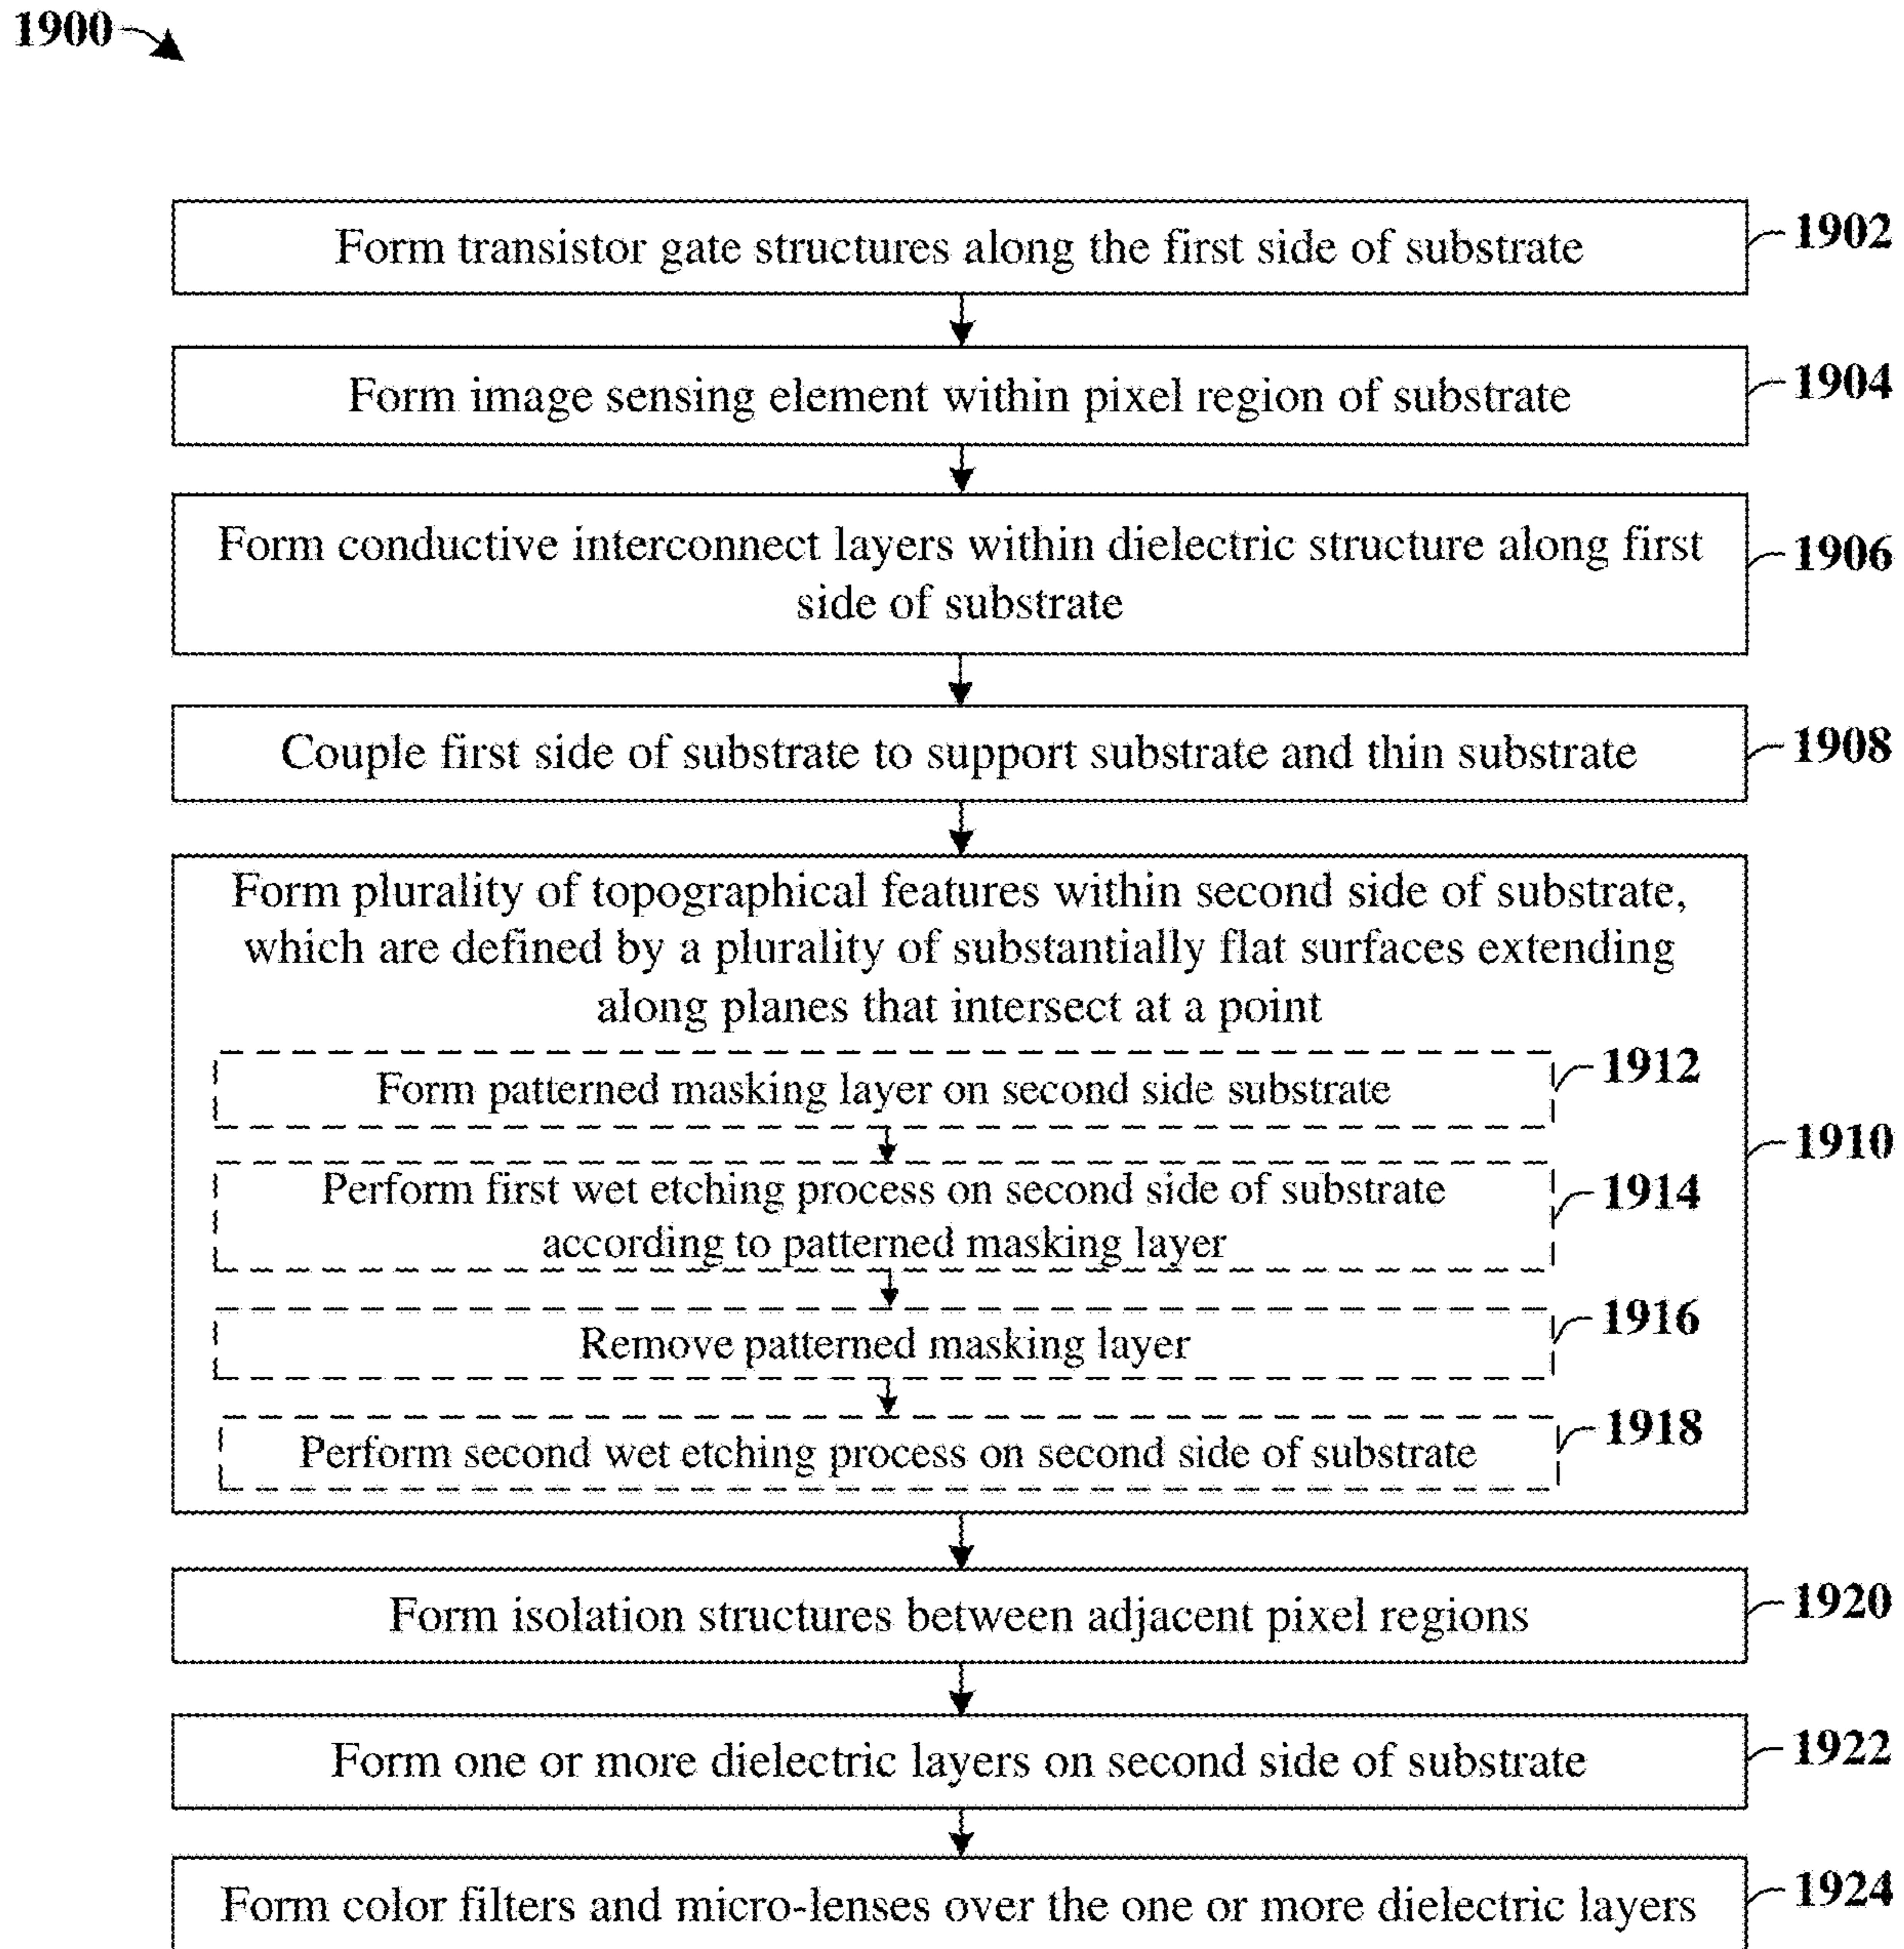 1900
Form transistor gate structures along the first side of substrate
1902
Form image sensing element within pixel region of substrate
1904
Form conductive interconnect layers within dielectric structure along first
side of substrate
1906
Couple first side of substrate to support substrate and thin substrate
1908
Form plurality of topographical features within second side of substrate,
which are defined by a plurality of substantially flat surfaces extending
along planes that intersect at a point
1910
Form patterned masking layer on second side substrate
1912
Perform first wet etching process on second side of substrate
according to patterned masking layer
1914
Remove patterned masking layer
1916
Perform second wet etching process on second side of substrate
1918
Form isolation structures between adjacent pixel regions
1920
Form one or more dielectric layers on second side of substrate
1922
Form color filters and micro-lenses over the one or more dielectric layers
1924